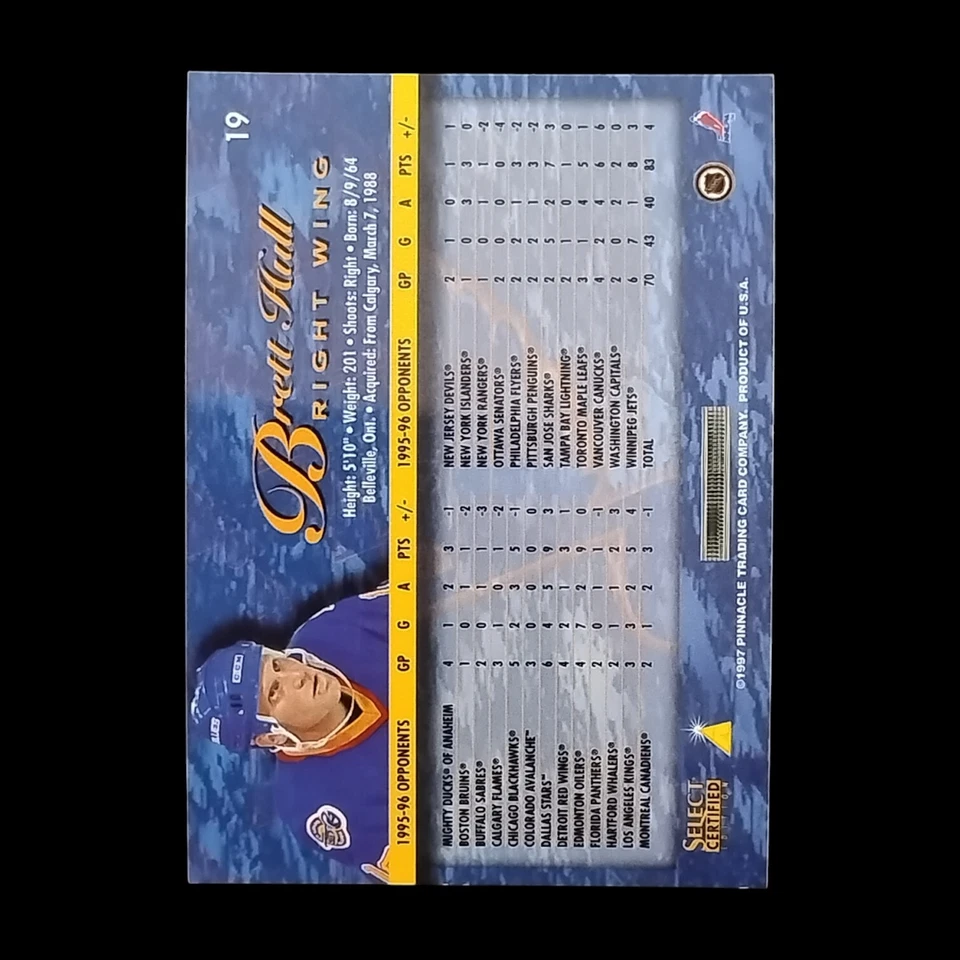 19
Brett Hull
RIGHT WING
Height: 5'10" • Weight: 201 • Shoots: Right • Born: 8/9/64
Belleville, Ont. • Acquired: From Calgary, March 7, 1988
BLUES
CCM
1995-96 OPPONENTS GP G A PTS +/- 1995-96 OPPONENTS GP G A PTS +/-
MIGHTY DUCKS® OF ANAHEIM 4 1 2 3 -1 NEW JERSEY DEVILS® 2 1 0 1 1
BOSTON BRUINS® 1 0 1 1 -2 NEW YORK ISLANDERS® 1 0 3 3 0
BUFFALO SABRES® 2 0 1 1 -3 NEW YORK RANGERS® 1 0 1 1 -2
CALGARY FLAMES® 3 1 0 1 -2 OTTAWA SENATORS® 2 0 0 0 -4
CHICAGO BLACKHAWKS® 5 2 3 5 -1 PHILADELPHIA FLYERS® 2 2 1 3 -2
COLORADO AVALANCHE™ 3 0 0 0 0 PITTSBURGH PENGUINS® 2 2 1 3 -2
DALLAS STARS™ 6 4 5 9 3 SAN JOSE SHARKS® 2 5 2 7 3
DETROIT RED WINGS® 4 2 1 3 1 TAMPA BAY LIGHTNING® 2 1 0 1 0
EDMONTON OILERS® 4 7 2 9 0 TORONTO MAPLE LEAFS® 3 1 4 5 1
FLORIDA PANTHERS® 2 0 1 1 -1 VANCOUVER CANUCKS® 4 2 4 6 6
HARTFORD WHALERS® 2 1 1 2 3 WASHINGTON CAPITALS® 2 0 2 2 0
LOS ANGELES KINGS® 3 3 2 5 4 WINNIPEG JETS® 6 7 1 8 3
MONTREAL CANADIENS® 2 1 2 3 -1 TOTAL 70 43 40 83 4
SELECT
CERTIFIED
EDITION
©1997 PINNACLE TRADING CARD COMPANY. PRODUCT OF U.S.A.